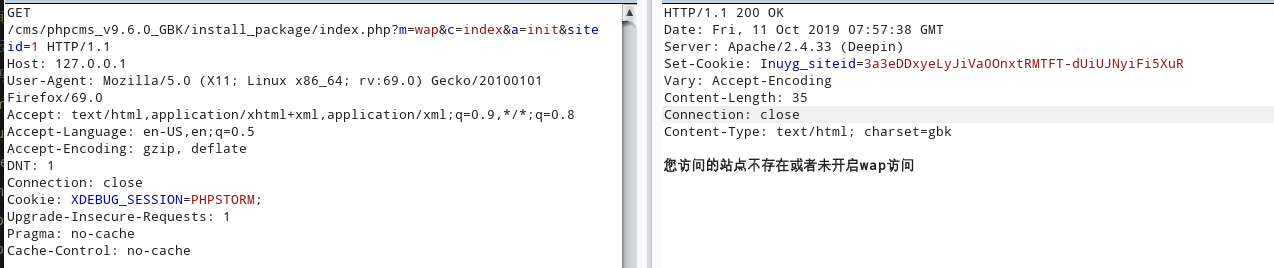 GET
/cms/phpcms_v9.6.0_GBK/install_package/index.php?m=wap&c=index&a=init&site
id=1 HTTP/1.1
Host: 127.0.0.1
User-Agent: Mozilla/5.0 (X11; Linux x86_64; rv:69.0) Gecko/20100101
Firefox/69.0
Accept: text/html,application/xhtml+xml,application/xml;q=0.9,*/*;q=0.8
Accept-Language: en-US,en;q=0.5
Accept-Encoding: gzip, deflate
DNT: 1
Connection: close
Cookie: XDEBUG_SESSION=PHPSTORM;
Upgrade-Insecure-Requests: 1
Pragma: no-cache
Cache-Control: no-cache
HTTP/1.1 200 OK
Date: Fri, 11 Oct 2019 07:57:38 GMT
Server: Apache/2.4.33 (Deepin)
Set-Cookie: Inuyg_siteid=3a3eDDxyeLyJiVa0OnxtRMTFT-dUiUJNyiFi5XuR
Vary: Accept-Encoding
Content-Length: 35
Connection: close
Content-Type: text/html; charset=gbk
您访问的站点不存在或者未开启wap访问